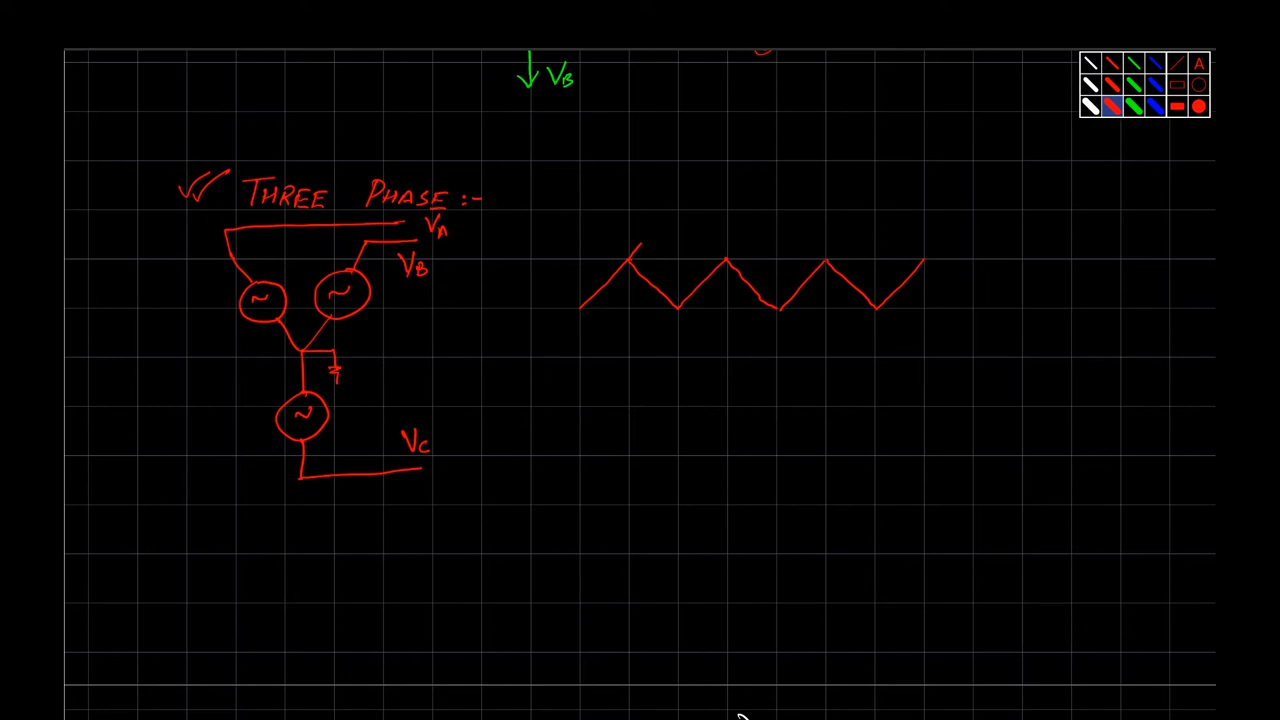 VB
THREE PHASE :-
VA
VB
~ ~
~
VC
A